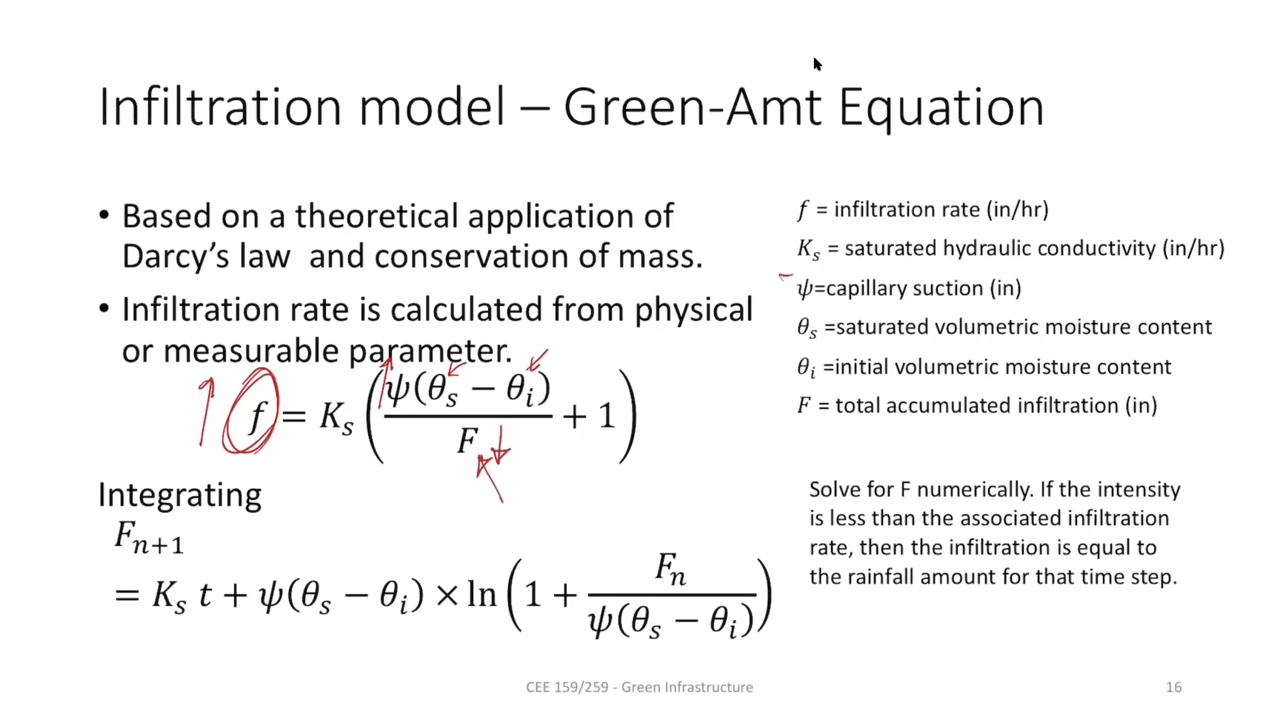 Infiltration model – Green-Amt Equation
• Based on a theoretical application of
Darcy's law  and conservation of mass.
• Infiltration rate is calculated from physical
or measurable parameter.
f = Kₛ (ψ(θₛ − θᵢ)/F + 1)
Integrating
Fₙ₊₁
= Kₛ t + ψ(θₛ − θᵢ) × ln(1 + Fₙ/ψ(θₛ − θᵢ))
f = infiltration rate (in/hr)
Kₛ = saturated hydraulic conductivity (in/hr)
ψ=capillary suction (in)
θₛ =saturated volumetric moisture content
θᵢ =initial volumetric moisture content
F = total accumulated infiltration (in)
Solve for F numerically. If the intensity
is less than the associated infiltration
rate, then the infiltration is equal to
the rainfall amount for that time step.
CEE 159/259 - Green Infrastructure
16